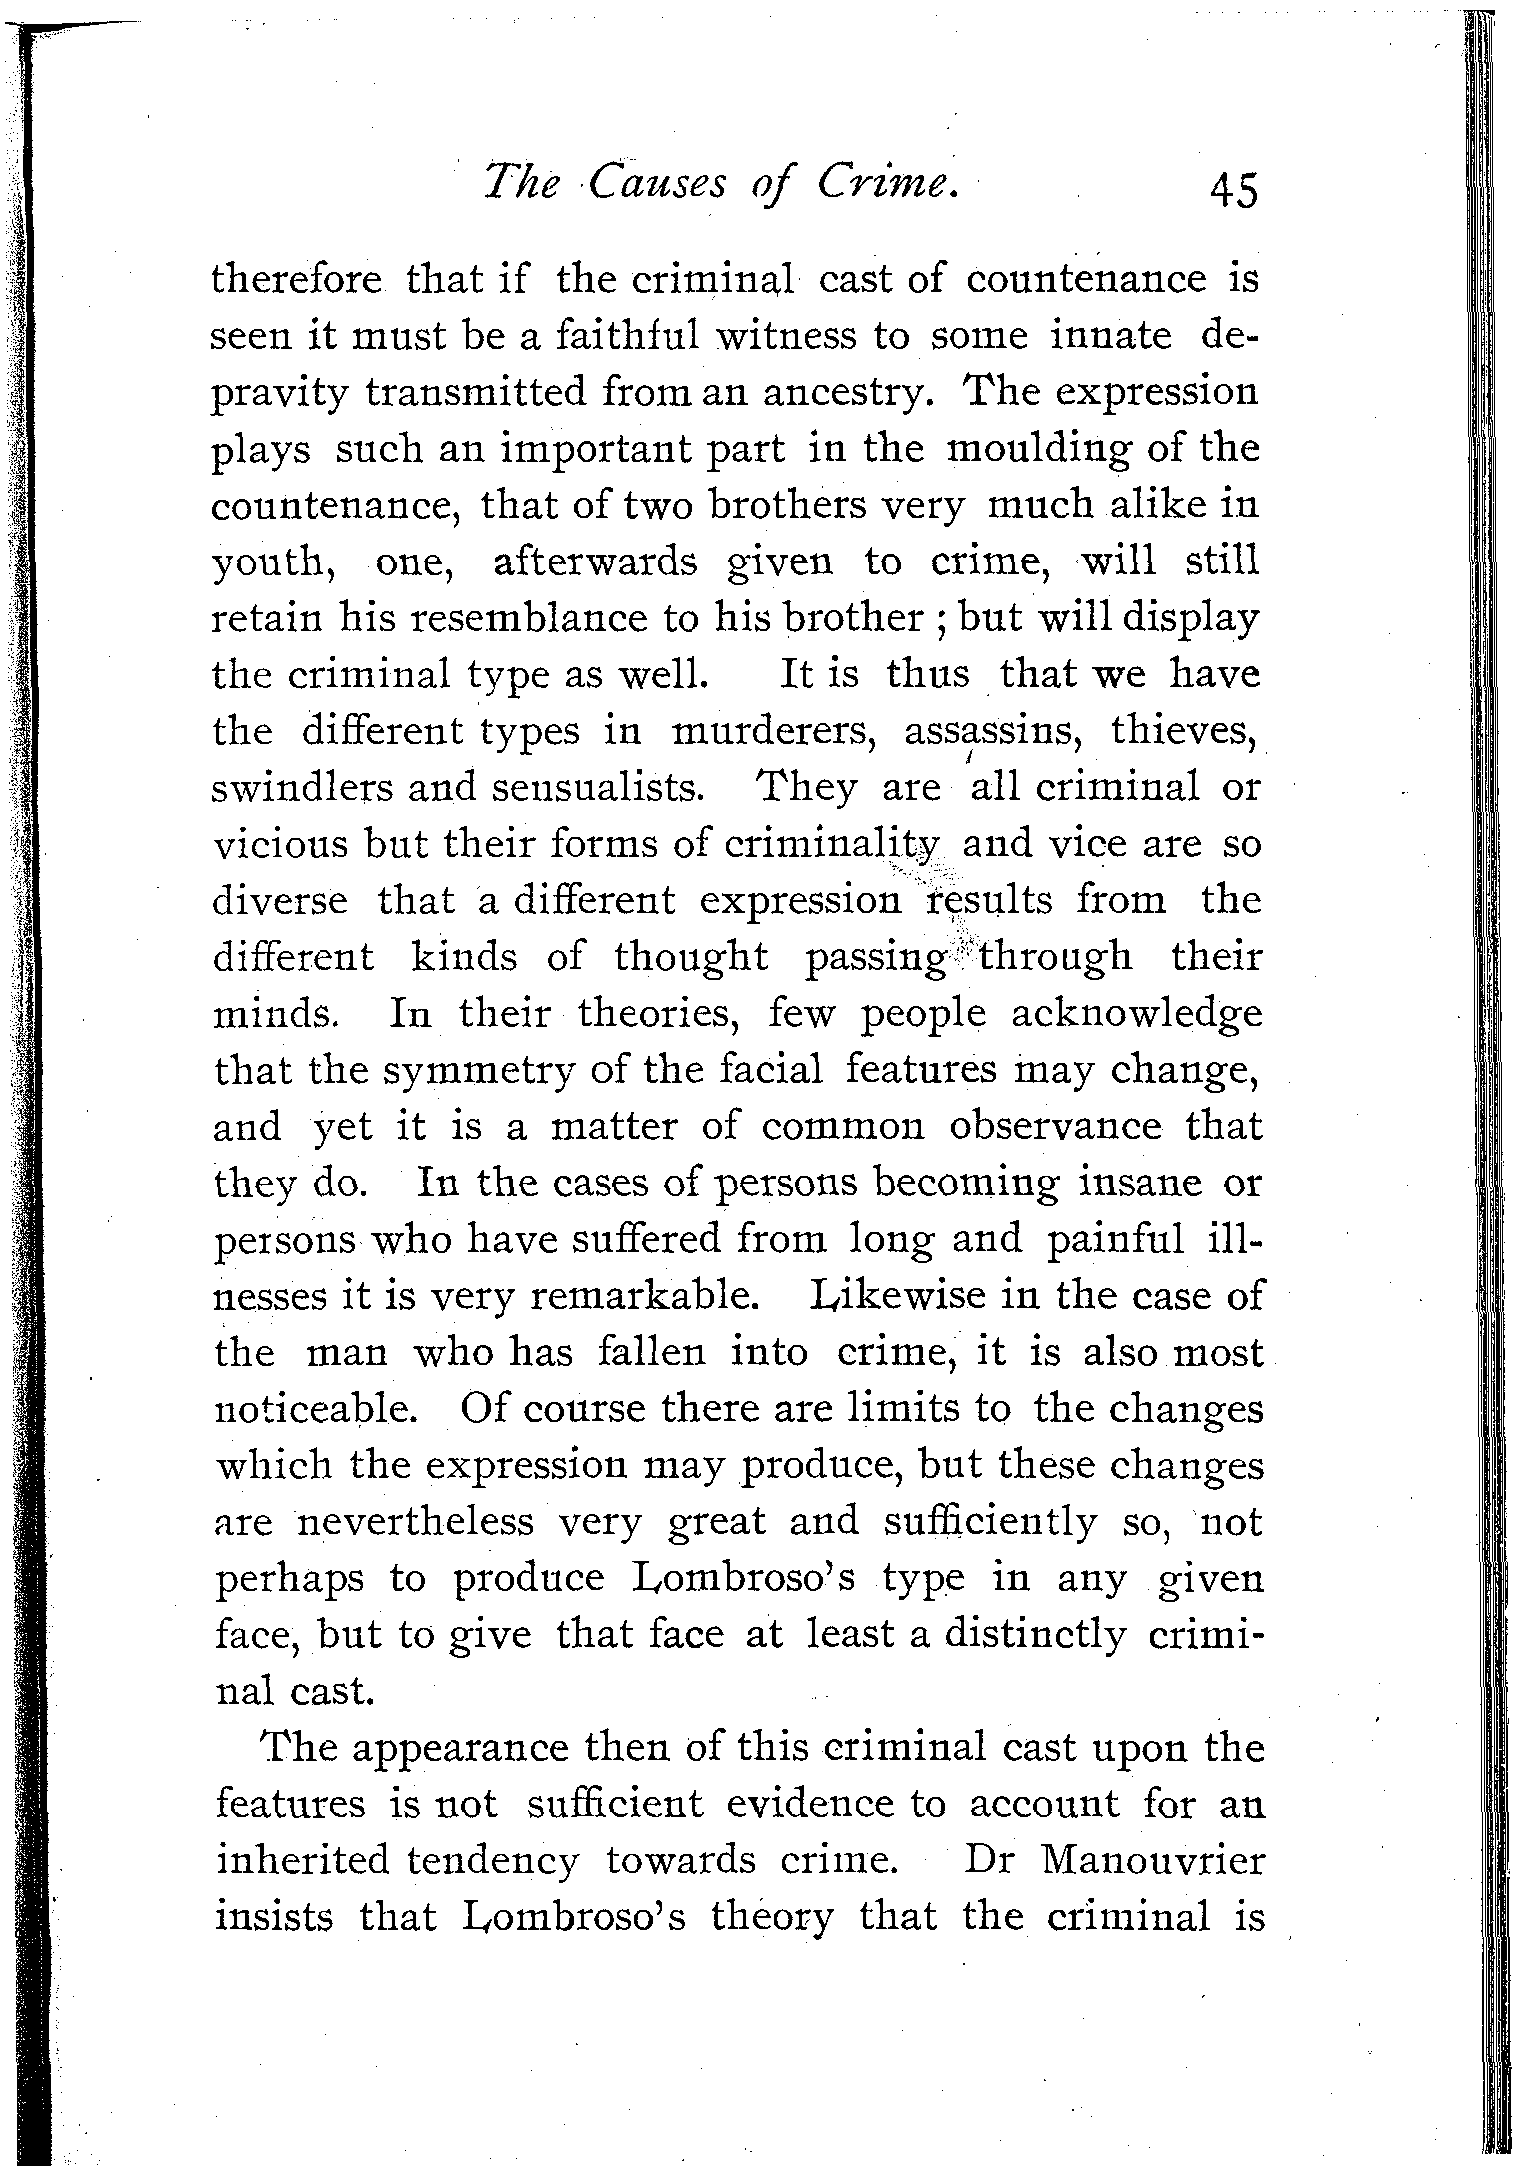 The Causes of Crime. 45
therefore that if the criminal cast of countenance is
seen it must be a faithful witness to some innate de-
pravity transmitted from an ancestry. The expression
plays such an important part in the moulding of the
countenance, that of two brothers very much alike in
youth, one, afterwards given to crime, will still
retain his resemblance to his brother ; but will display
the criminal type as well. It is thus that we have
the different types in murderers, assassins, thieves,
swindlers and sensualists. They are all criminal or
vicious but their forms of criminality and vice are so
diverse that a different expression results from the
different kinds of thought passing through their
minds. In their theories, few people acknowledge
that the symmetry of the facial features may change,
and yet it is a matter of common observance that
they do. In the cases of persons becoming insane or
persons who have suffered from long and painful ill-
nesses it is very remarkable. Likewise in the case of
the man who has fallen into crime, it is also most
noticeable. Of course there are limits to the changes
which the expression may produce, but these changes
are nevertheless very great and sufficiently so, not
perhaps to produce Lombroso's type in any given
face, but to give that face at least a distinctly crimi-
nal cast.
The appearance then of this criminal cast upon the
features is not sufficient evidence to account for an
inherited tendency towards crime. Dr Manouvrier
insists that Lombroso's theory that the criminal is